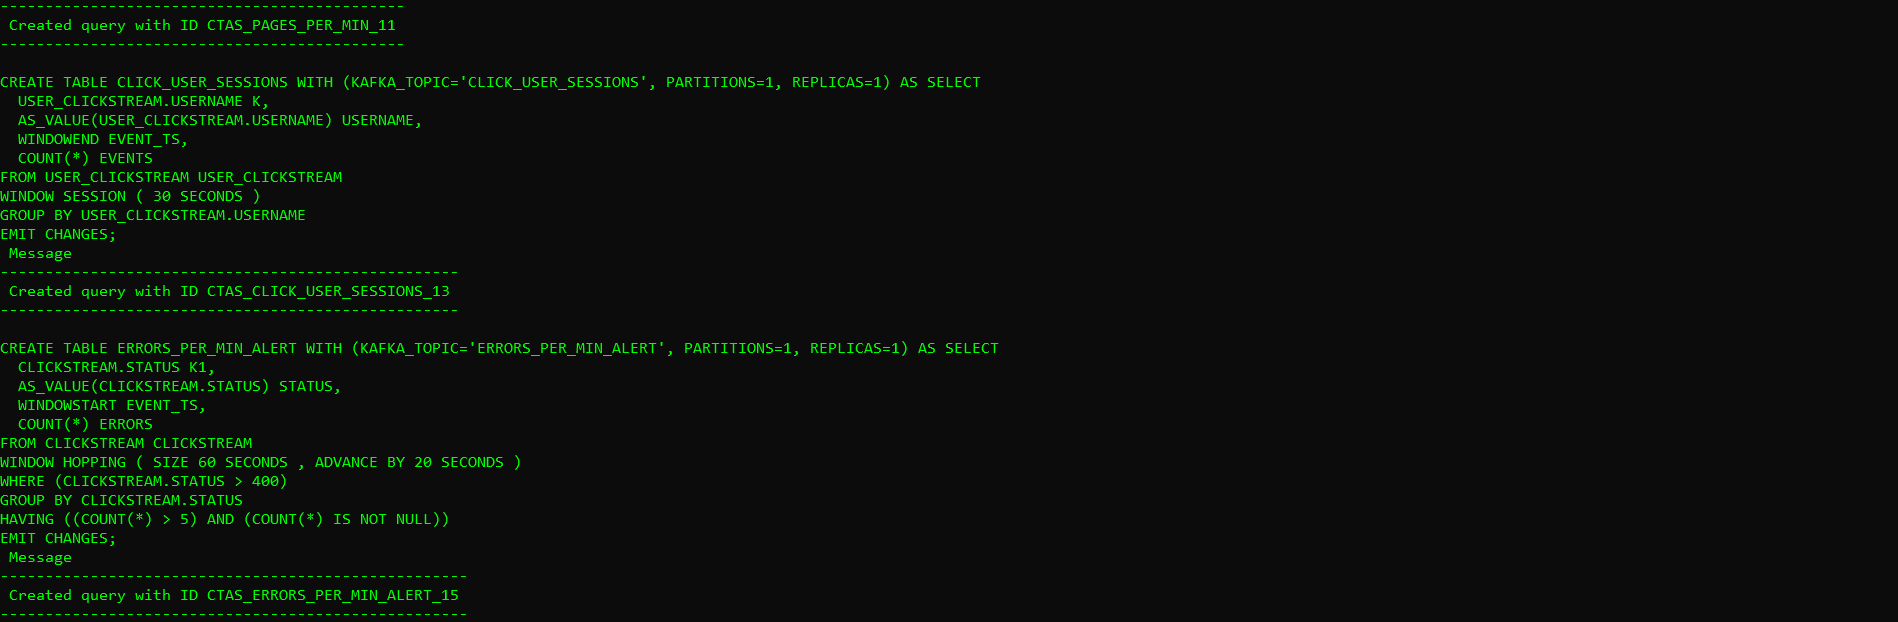 ---------------------------------------------
 Created query with ID CTAS_PAGES_PER_MIN_11
---------------------------------------------

CREATE TABLE CLICK_USER_SESSIONS WITH (KAFKA_TOPIC='CLICK_USER_SESSIONS', PARTITIONS=1, REPLICAS=1) AS SELECT
  USER_CLICKSTREAM.USERNAME K,
  AS_VALUE(USER_CLICKSTREAM.USERNAME) USERNAME,
  WINDOWEND EVENT_TS,
  COUNT(*) EVENTS
FROM USER_CLICKSTREAM USER_CLICKSTREAM
WINDOW SESSION ( 30 SECONDS )
GROUP BY USER_CLICKSTREAM.USERNAME
EMIT CHANGES;
 Message
---------------------------------------------------
 Created query with ID CTAS_CLICK_USER_SESSIONS_13
---------------------------------------------------

CREATE TABLE ERRORS_PER_MIN_ALERT WITH (KAFKA_TOPIC='ERRORS_PER_MIN_ALERT', PARTITIONS=1, REPLICAS=1) AS SELECT
  CLICKSTREAM.STATUS K1,
  AS_VALUE(CLICKSTREAM.STATUS) STATUS,
  WINDOWSTART EVENT_TS,
  COUNT(*) ERRORS
FROM CLICKSTREAM CLICKSTREAM
WINDOW HOPPING ( SIZE 60 SECONDS , ADVANCE BY 20 SECONDS )
WHERE (CLICKSTREAM.STATUS > 400)
GROUP BY CLICKSTREAM.STATUS
HAVING ((COUNT(*) > 5) AND (COUNT(*) IS NOT NULL))
EMIT CHANGES;
 Message
----------------------------------------------------
 Created query with ID CTAS_ERRORS_PER_MIN_ALERT_15
----------------------------------------------------